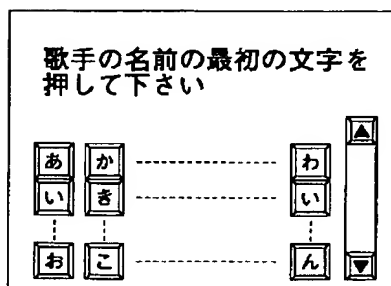 歌手の名前の最初の文字を
押して下さい
あ か わ
い き い
お こ ん